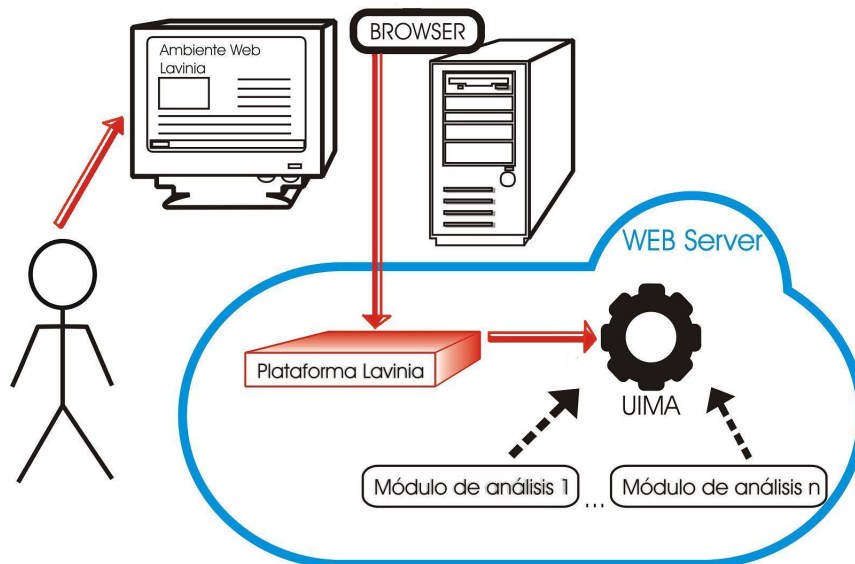 BROWSER
Ambiente Web
Lavinia
WEB Server
Plataforma Lavinia
UIMA
Módulo de análisis 1
...
Módulo de análisis n